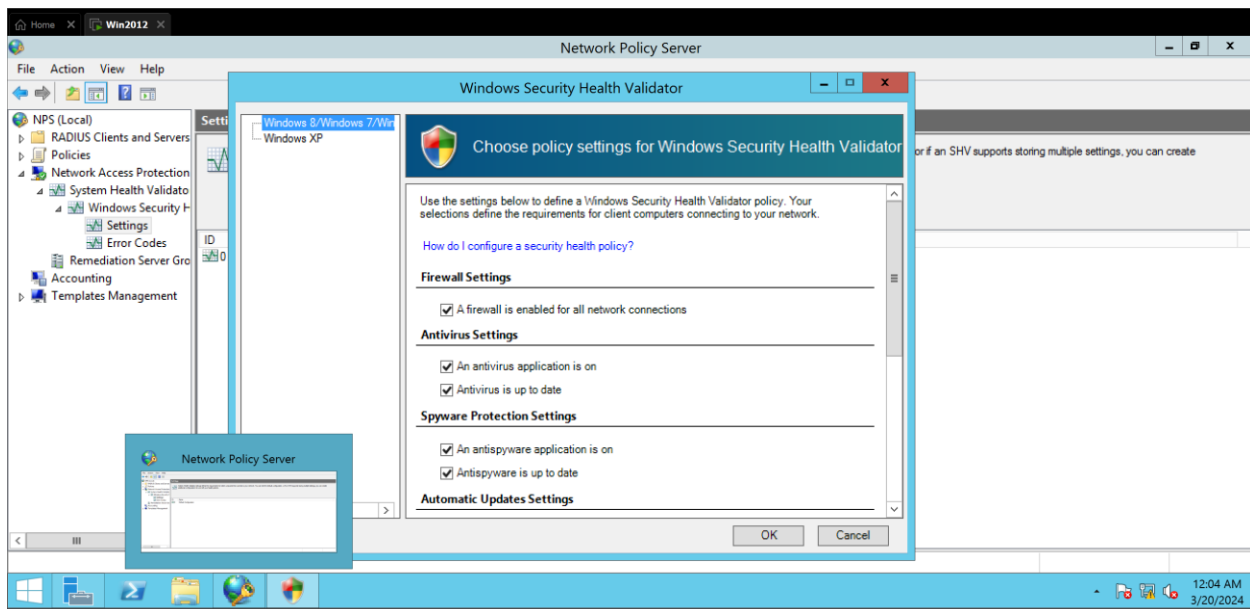 Home
Win2012
Network Policy Server
File Action View Help
Windows Security Health Validator
NPS (Local)
RADIUS Clients and Servers
Policies
Network Access Protection
System Health Validato
Windows Security H
Settings
Error Codes
Remediation Server Gro
Accounting
Templates Management
Setti
ID
0
Windows 8/Windows 7/Win
Windows XP
Choose policy settings for Windows Security Health Validator
or if an SHV supports storing multiple settings, you can create
Use the settings below to define a Windows Security Health Validator policy. Your
selections define the requirements for client computers connecting to your network.
How do I configure a security health policy?
Firewall Settings
A firewall is enabled for all network connections
Antivirus Settings
An antivirus application is on
Antivirus is up to date
Spyware Protection Settings
An antispyware application is on
Antispyware is up to date
Automatic Updates Settings
OK Cancel
Network Policy Server
12:04 AM
3/20/2024